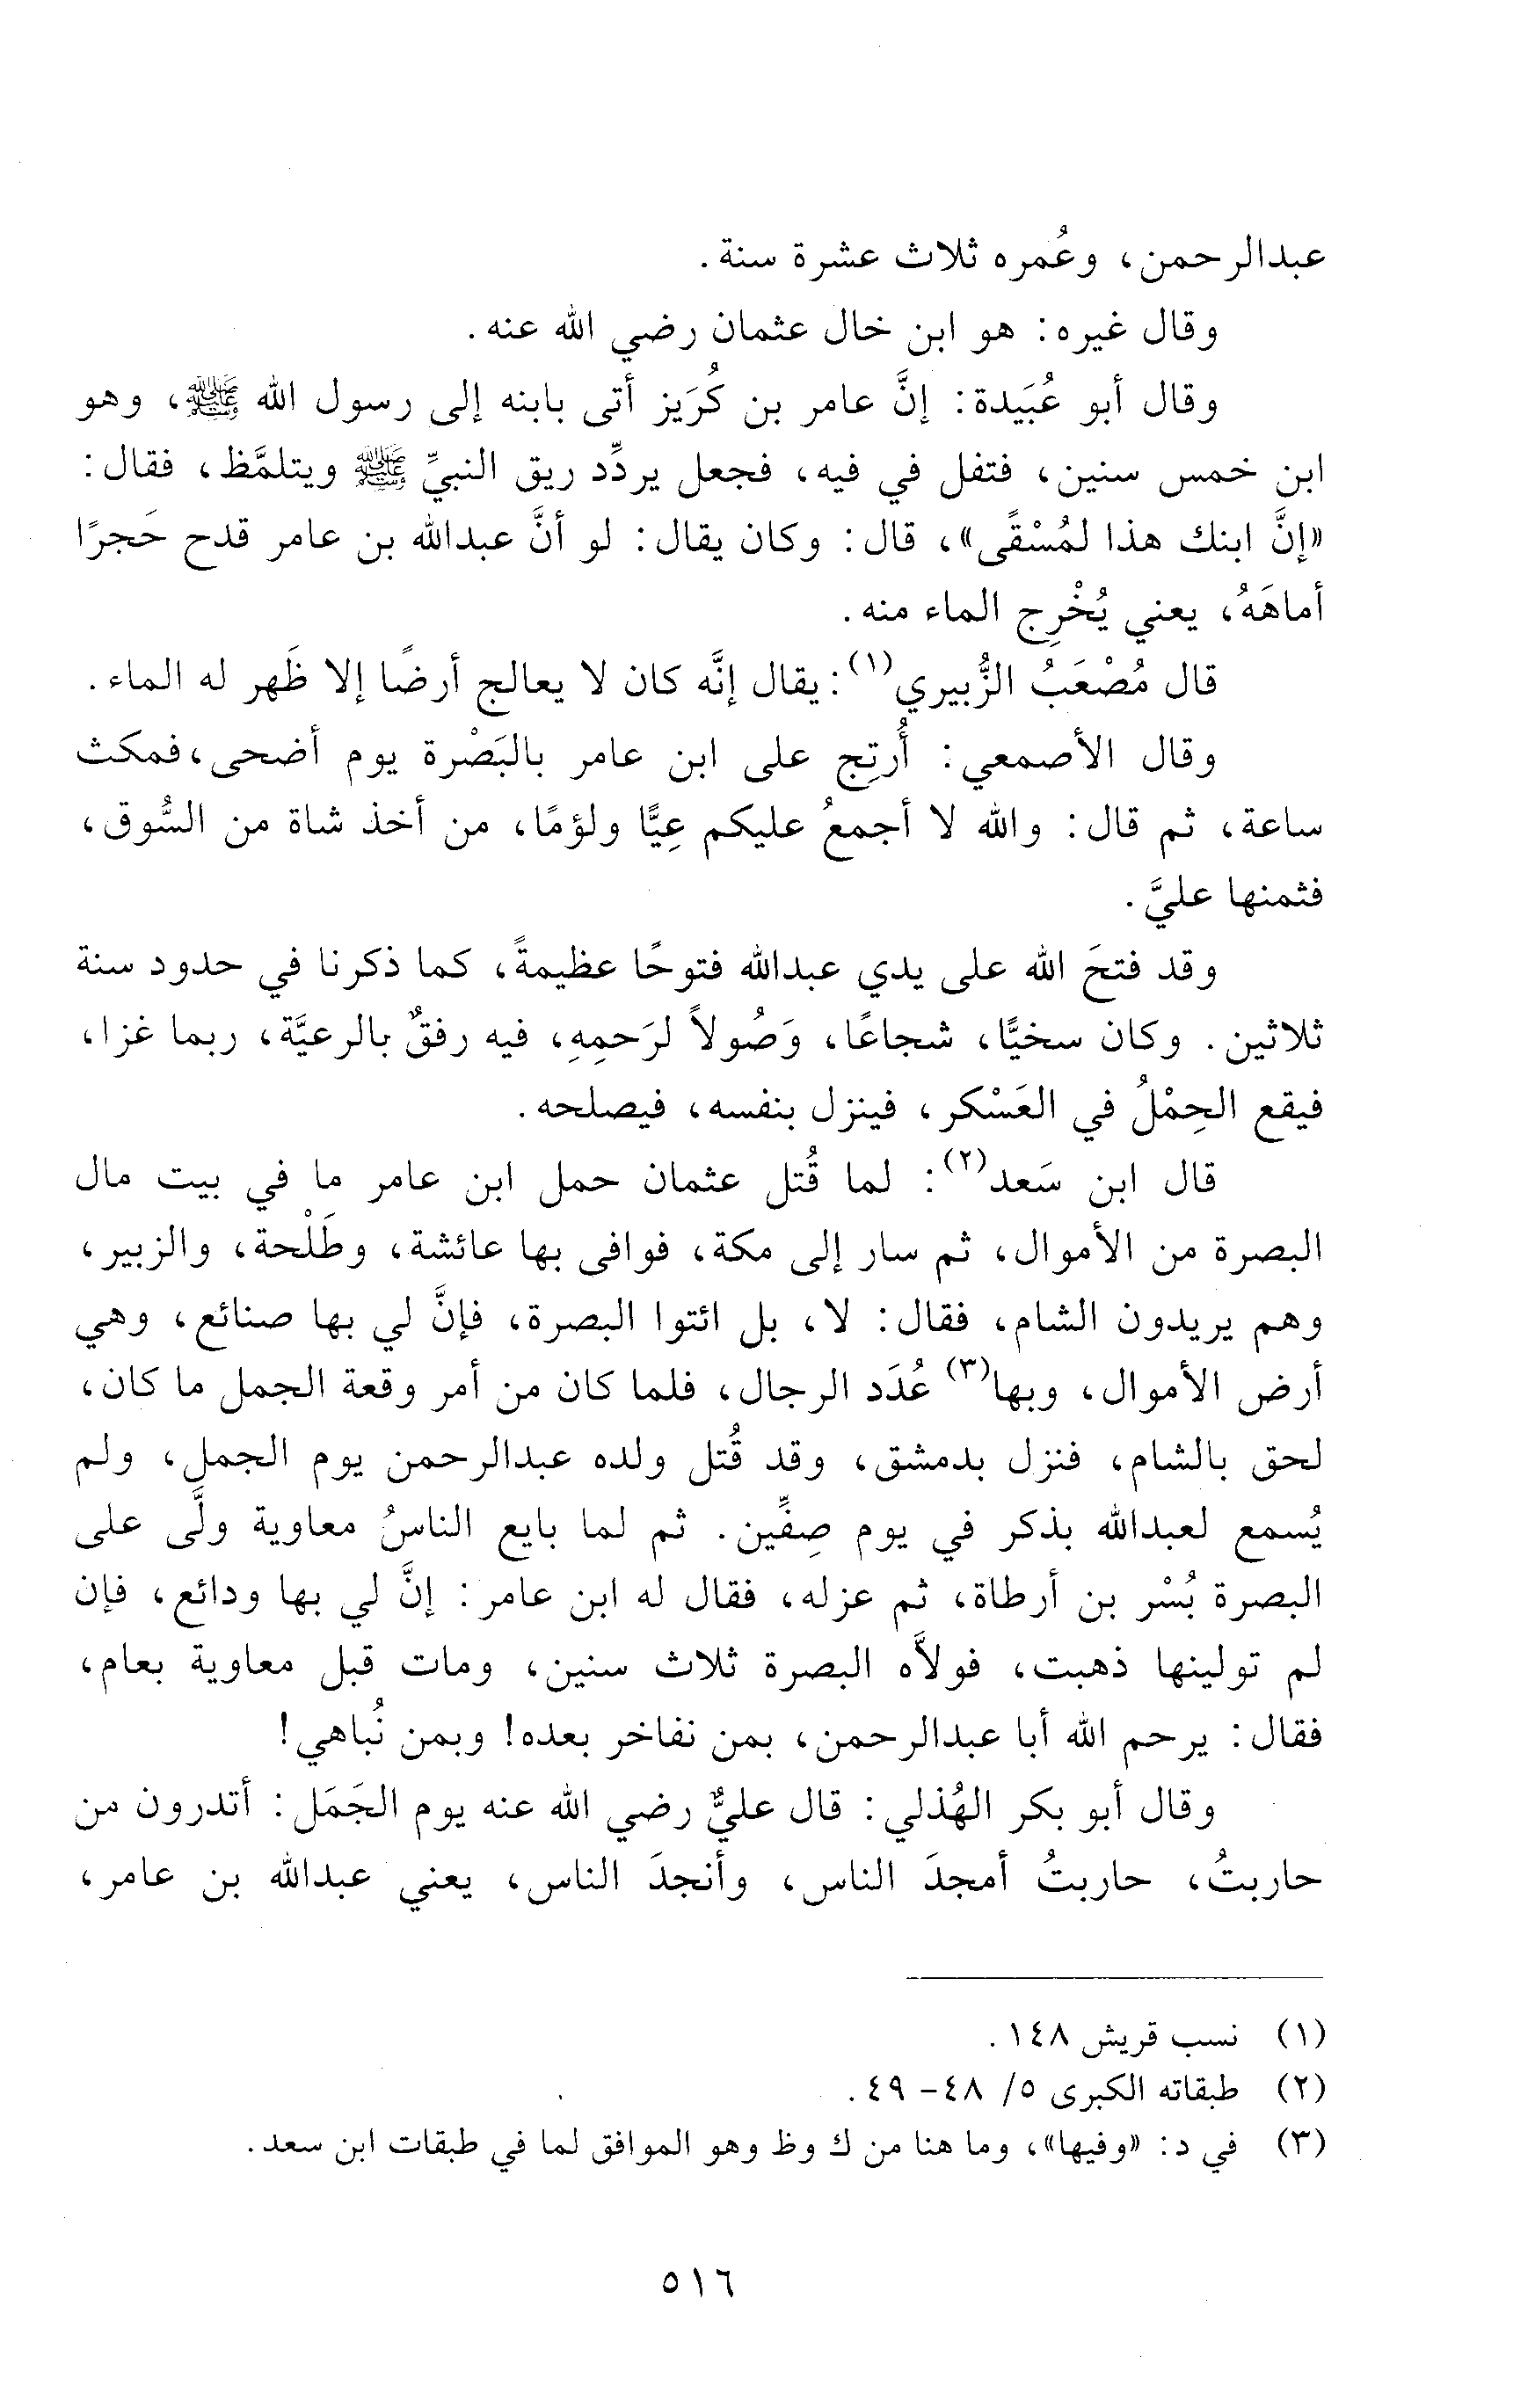 عبدالرحمن، وعُمره ثلاث عشرة سنة.
وقال غيره: هو ابن خال عثمان رضي الله عنه.
وقال أبو عُبَيدة: إنَّ عامر بن كُرَيز أتى بابنه إلى رسول الله ﷺ، وهو
ابن خمس سنين، فتفل في فيه، فجعل يردِّد ريق النبيِّ ﷺ ويتلمَّظ، فقال:
«إنَّ ابنك هذا لمُسْقًى»، قال: وكان يقال: لو أنَّ عبدالله بن عامر قدح حَجرًا
أماهَهُ، يعني يُخْرِج الماء منه.
قال مُصْعَبُ الزُّبيري(١): يقال إنَّه كان لا يعالج أرضًا إلا ظَهر له الماء.
وقال الأصمعي: أُرتِج على ابن عامر بالبَصْرة يوم أضحى، فمكث
ساعة، ثم قال: والله لا أجمعُ عليكم عِيًّا ولؤمًا، من أخذ شاة من السُّوق،
فثمنها عليَّ.
وقد فتحَ الله على يدي عبدالله فتوحًا عظيمةً، كما ذكرنا في حدود سنة
ثلاثين. وكان سخيًّا، شجاعًا، وَصُولاً لرَحمِهِ، فيه رفقٌ بالرعيَّة، ربما غزا،
فيقع الحِمْلُ في العَسْكر، فينزل بنفسه، فيصلحه.
قال ابن سَعد(٢): لما قُتل عثمان حمل ابن عامر ما في بيت مال
البصرة من الأموال، ثم سار إلى مكة، فوافى بها عائشة، وطَلْحة، والزبير،
وهم يريدون الشام، فقال: لا، بل ائتوا البصرة، فإنَّ لي بها صنائع، وهي
أرض الأموال، وبها(٣) عُدَد الرجال، فلما كان من أمر وقعة الجمل ما كان،
لحق بالشام، فنزل بدمشق، وقد قُتل ولده عبدالرحمن يوم الجمل، ولم
يُسمع لعبدالله بذكر في يوم صِفِّين. ثم لما بايع الناسُ معاوية ولَّى على
البصرة بُسْر بن أرطاة، ثم عزله، فقال له ابن عامر: إنَّ لي بها ودائع، فإن
لم تولينها ذهبت، فولاَّه البصرة ثلاث سنين، ومات قبل معاوية بعام،
فقال: يرحم الله أبا عبدالرحمن، بمن نفاخر بعده! وبمن نُباهي!
وقال أبو بكر الهُذلي: قال عليٌّ رضي الله عنه يوم الجَمَل: أتدرون من
حاربتُ، حاربتُ أمجدَ الناس، وأنجدَ الناس، يعني عبدالله بن عامر،
(١) نسب قريش ١٤٨.
(٢) طبقاته الكبرى ٥/ ٤٨- ٤٩.
(٣) في د: «وفيها»، وما هنا من ك وظ وهو الموافق لما في طبقات ابن سعد.
٥١٦